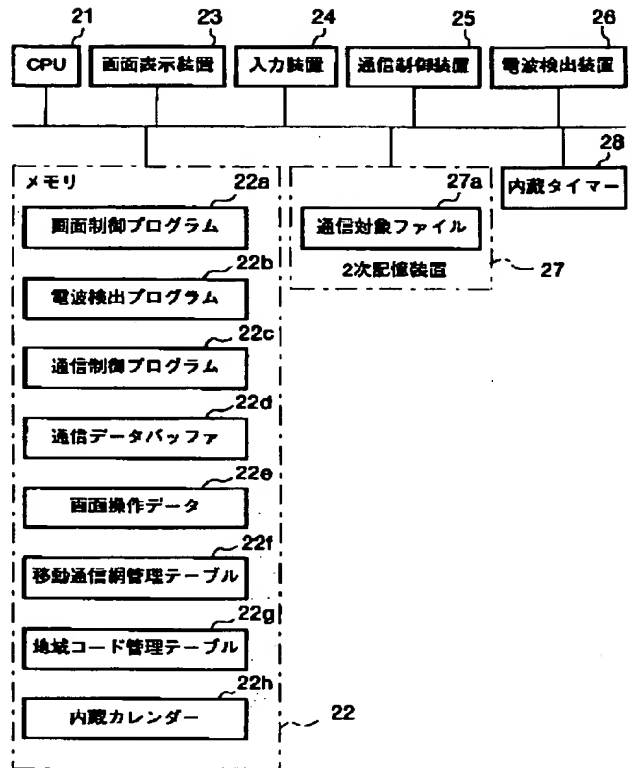 21 23 24 25 26
CPU 画面表示装置 入力装置 通信制御装置 電波検出装置
28
内蔵タイマー
メモリ
22a
画面制御プログラム
22b
電波検出プログラム
22c
通信制御プログラム
22d
通信データバッファ
22e
画面操作データ
22f
移動通信網管理テーブル
22g
地域コード管理テーブル
22h
内蔵カレンダー
22
27a
通信対象ファイル
2次記憶装置
27